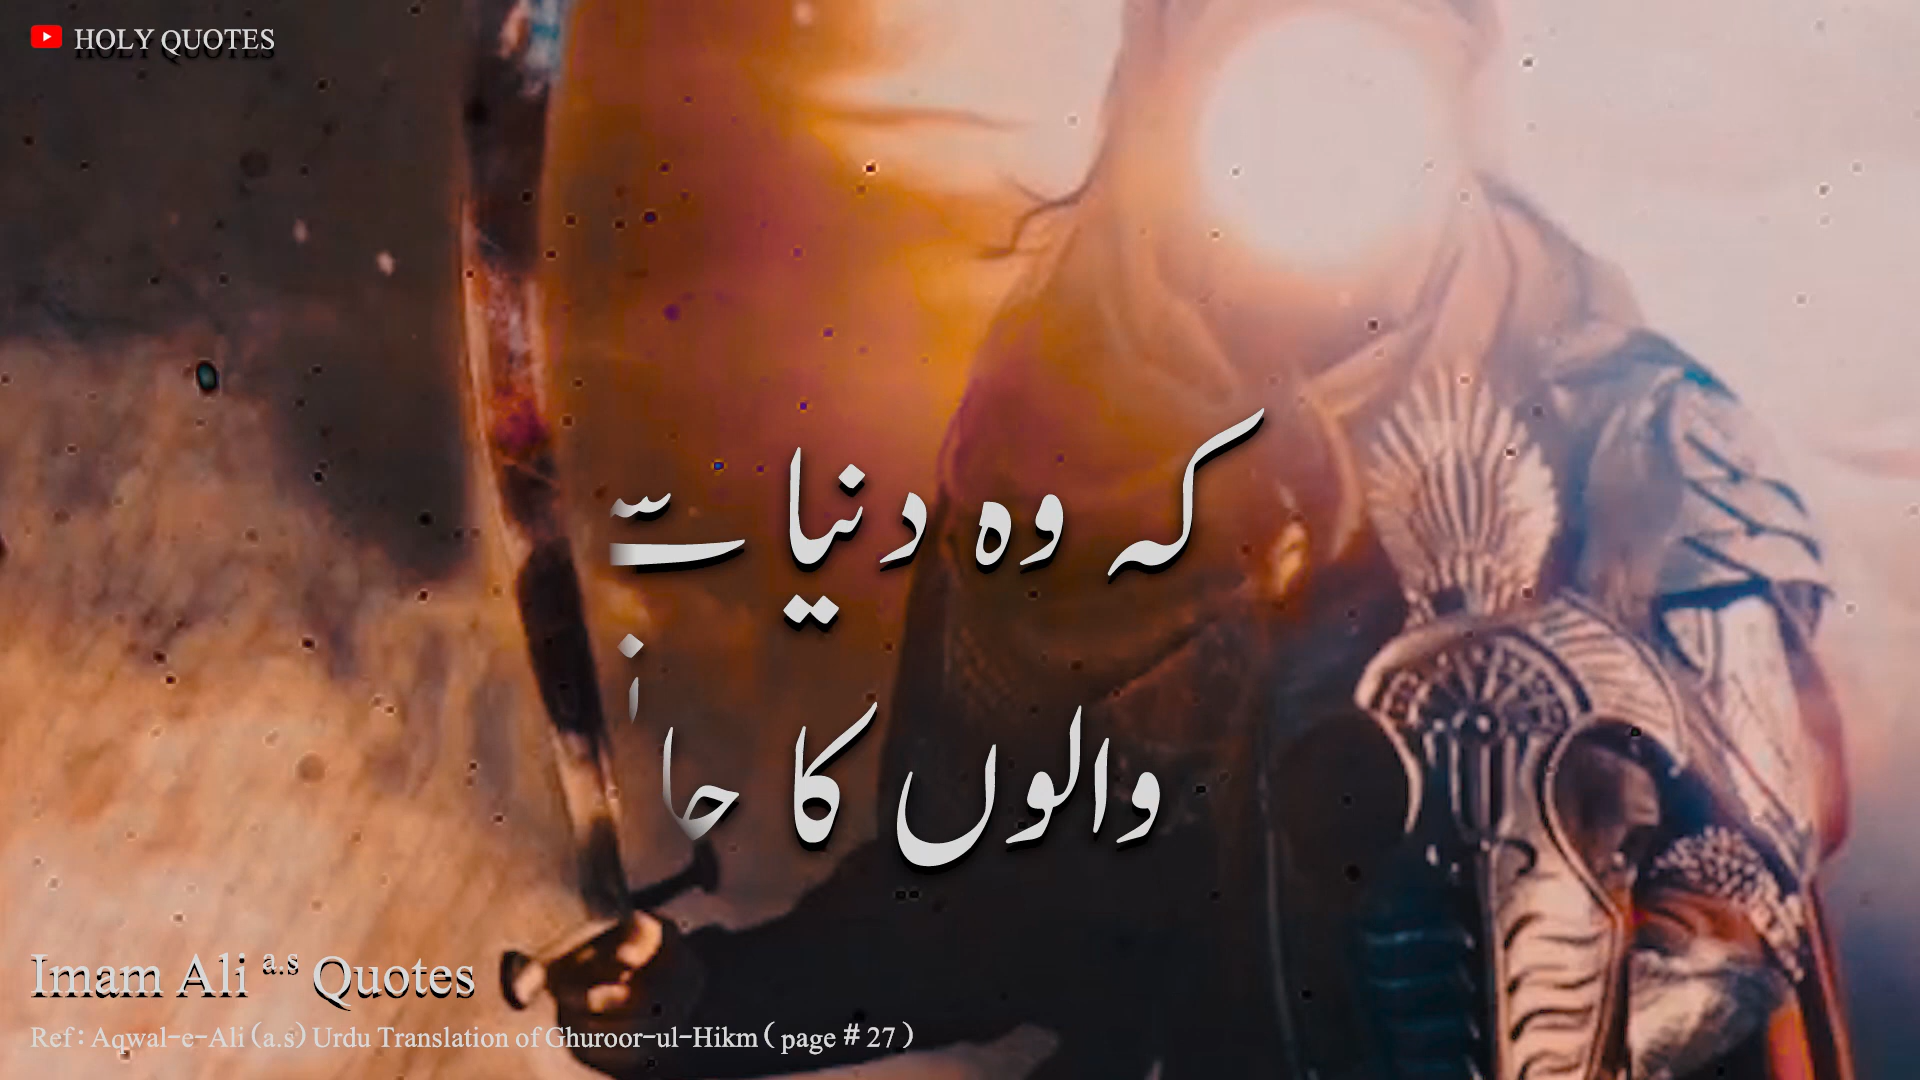 HOLY QUOTES
کہ وہ دنیا سے
والوں کا
Imam Ali a.s Quotes
Ref : Aqwal-e-Ali (a.s) Urdu Translation of Ghuroor-ul-Hikm ( page # 27 )